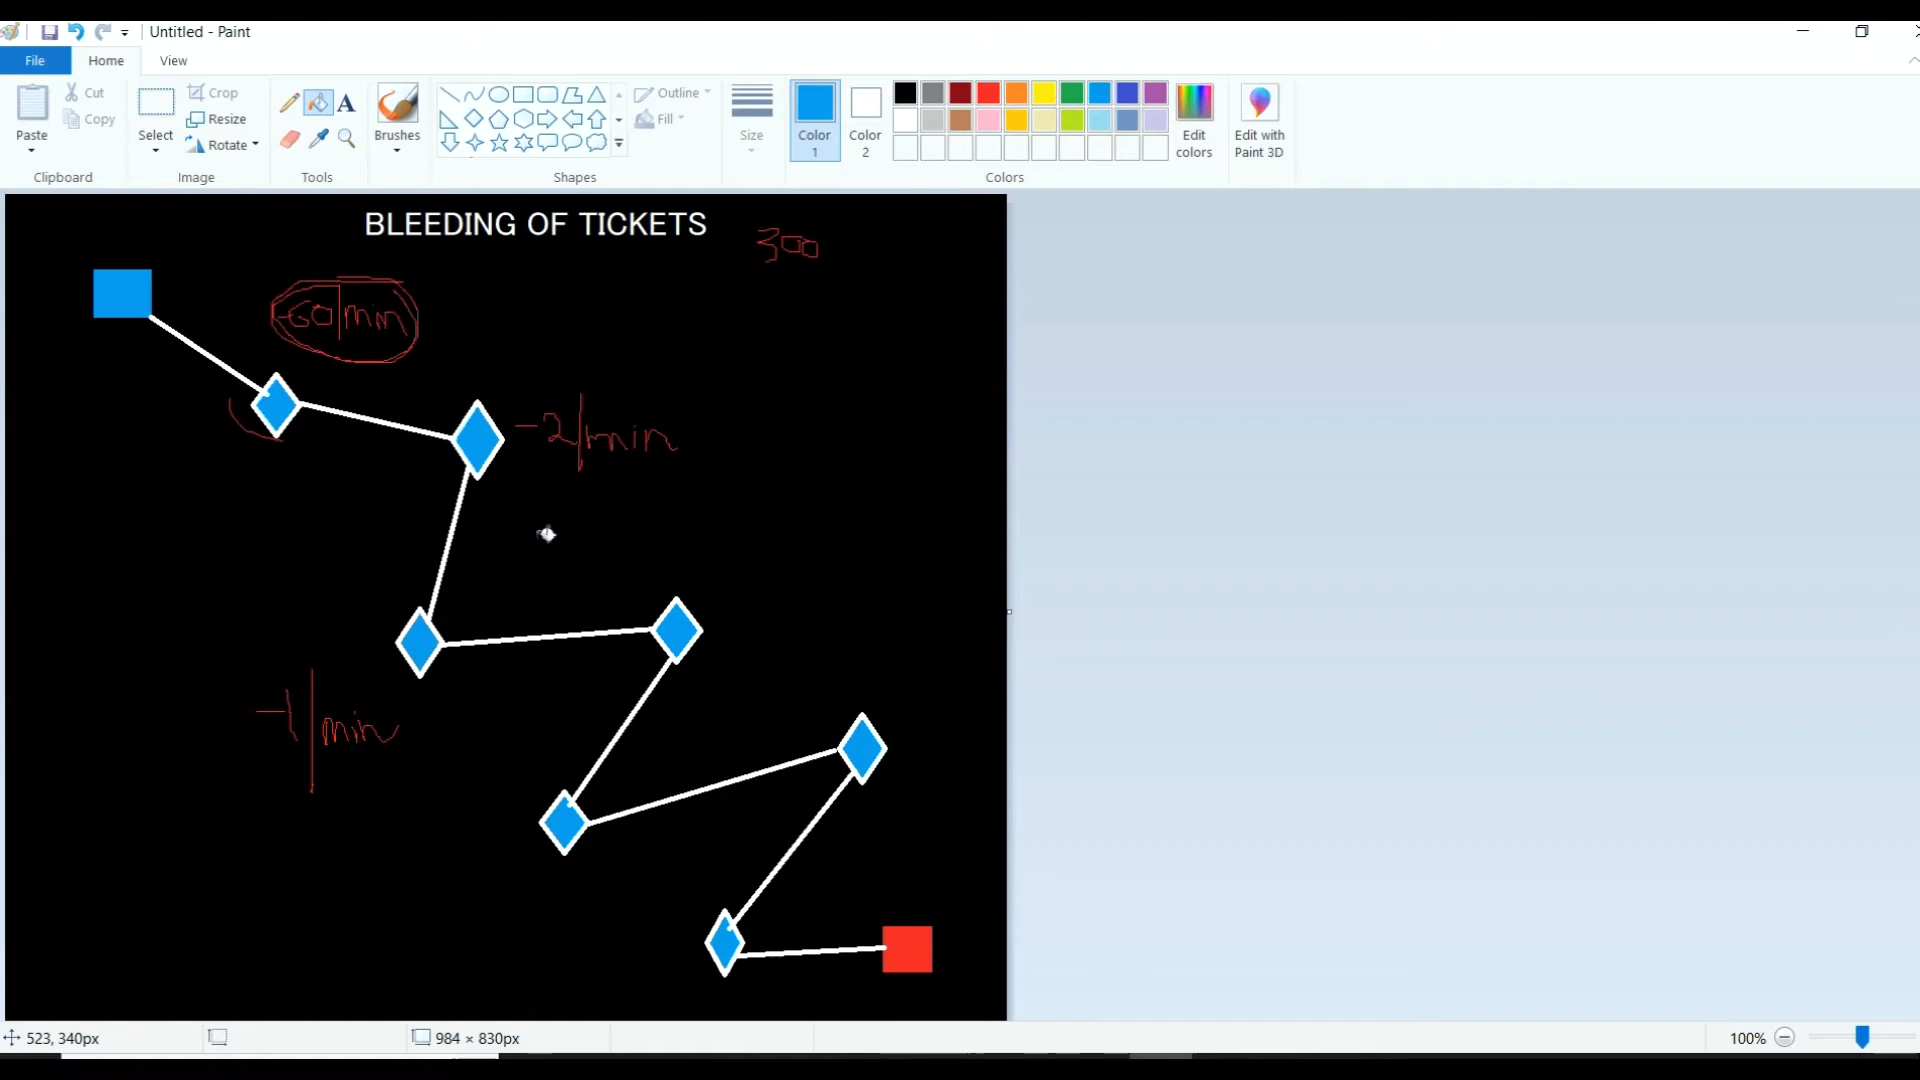 Untitled - Paint
File Home View
Paste
Cut
Copy
Clipboard
Select
Crop
Resize
Rotate
Image
A
Tools
Brushes
Shapes
Outline
Fill
Size
Color 1
Color 2
Colors
Edit colors
Edit with Paint 3D
BLEEDING OF TICKETS
300
-60/min
-2/min
-1/min
523, 340px
984 × 830px
100%